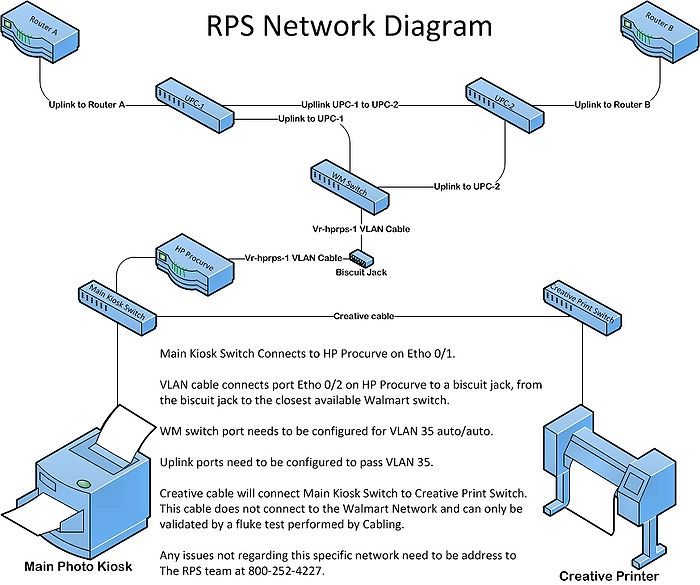 RPS Network Diagram
Router A
Router B
UPC-1
UPC-2
Uplink to Router A
Upllink UPC-1 to UPC-2
Uplink to Router B
Uplink to UPC-1
WM Switch
Uplink to UPC-2
Vr-hprps-1 VLAN Cable
HP Procurve
Vr-hprps-1 VLAN Cable
Biscuit Jack
Main Kiosk Switch
Creative Print Switch
Creative cable
Main Kiosk Switch Connects to HP Procurve on Etho 0/1.
VLAN cable connects port Etho 0/2 on HP Procurve to a biscuit jack, from
the biscuit jack to the closest available Walmart switch.
WM switch port needs to be configured for VLAN 35 auto/auto.
Uplink ports need to be configured to pass VLAN 35.
Creative cable will connect Main Kiosk Switch to Creative Print Switch.
This cable does not connect to the Walmart Network and can only be
validated by a fluke test performed by Cabling.
Any issues not regarding this specific network need to be address to
The RPS team at 800-252-4227.
Main Photo Kiosk
Creative Printer